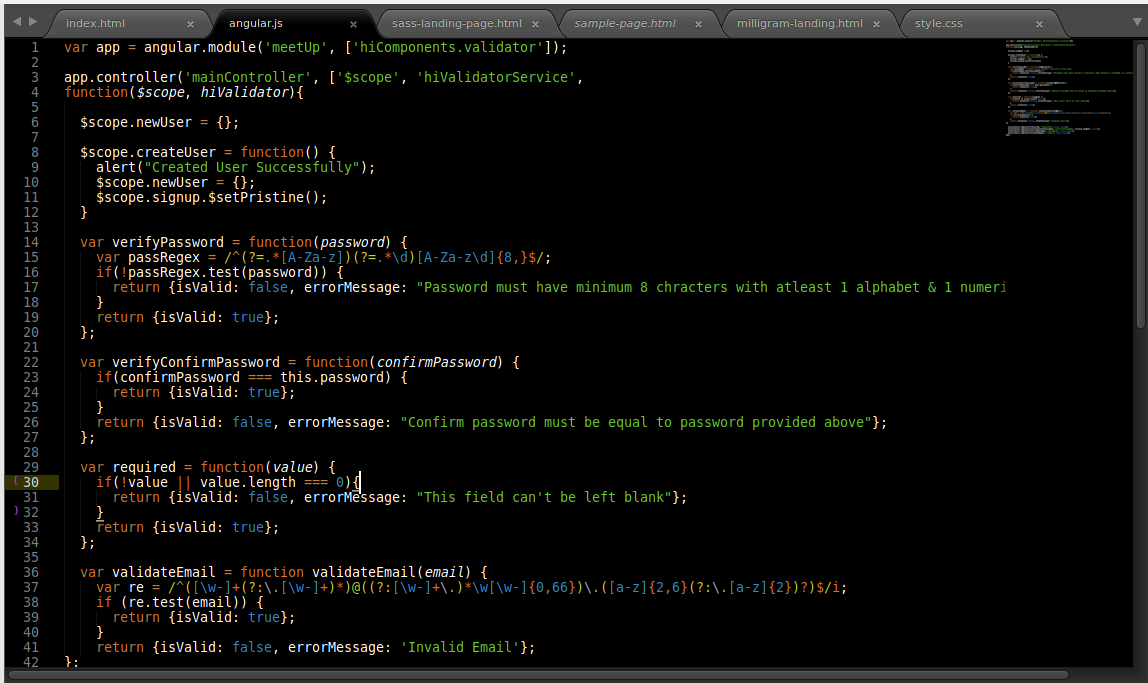 index.html × angular.js × sass-landing-page.html × sample-page.html × milligram-landing.html × style.css ×
1 var app = angular.module('meetUp', ['hiComponents.validator']);
2
3 app.controller('mainController', ['$scope', 'hiValidatorService',
4 function($scope, hiValidator){
5
6 $scope.newUser = {};
7
8 $scope.createUser = function() {
9 alert("Created User Successfully");
10 $scope.newUser = {};
11 $scope.signup.$setPristine();
12 }
13
14 var verifyPassword = function(password) {
15 var passRegex = /^(?=.*[A-Za-z])(?=.*\d)[A-Za-z\d]{8,}$/;
16 if(!passRegex.test(password)) {
17 return {isValid: false, errorMessage: "Password must have minimum 8 chracters with atleast 1 alphabet & 1 numeri
18 }
19 return {isValid: true};
20 };
21
22 var verifyConfirmPassword = function(confirmPassword) {
23 if(confirmPassword === this.password) {
24 return {isValid: true};
25 }
26 return {isValid: false, errorMessage: "Confirm password must be equal to password provided above"};
27 };
28
29 var required = function(value) {
{ 30 if(!value || value.length === 0){
31 return {isValid: false, errorMessage: "This field can't be left blank"};
} 32 }
33 return {isValid: true};
34 };
35
36 var validateEmail = function validateEmail(email) {
37 var re = /^([\w-]+(?:\.[\w-]+)*)@((?:[\w-]+\.)*\w[\w-]{0,66})\.([a-z]{2,6}(?:\.[a-z]{2})?)$/i;
38 if (re.test(email)) {
39 return {isValid: true};
40 }
41 return {isValid: false, errorMessage: 'Invalid Email'};
42 };